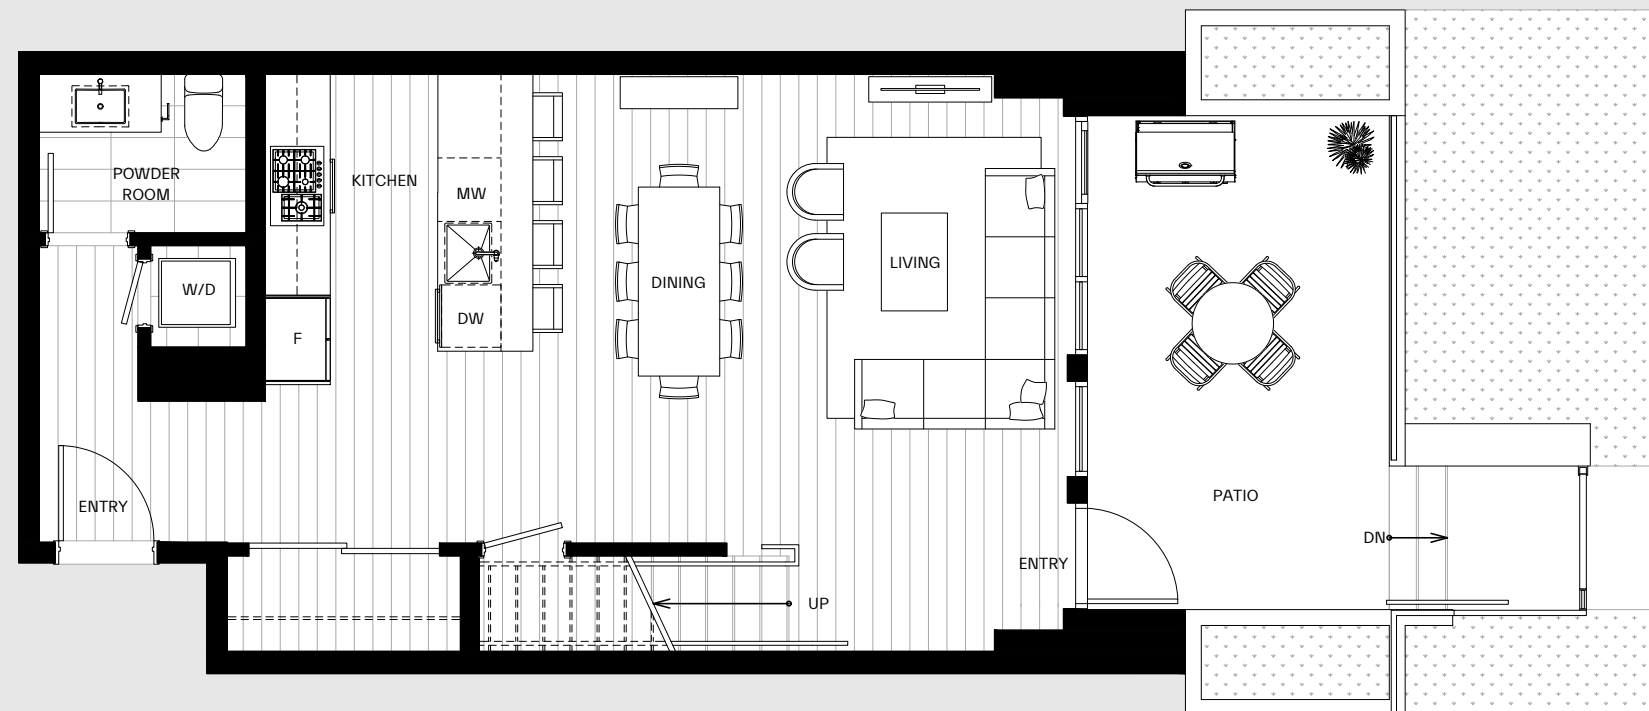 POWDER
ROOM
KITCHEN
MW
W/D
LIVING
DINING
DW
F
ENTRY
PATIO
DN
ENTRY
UP